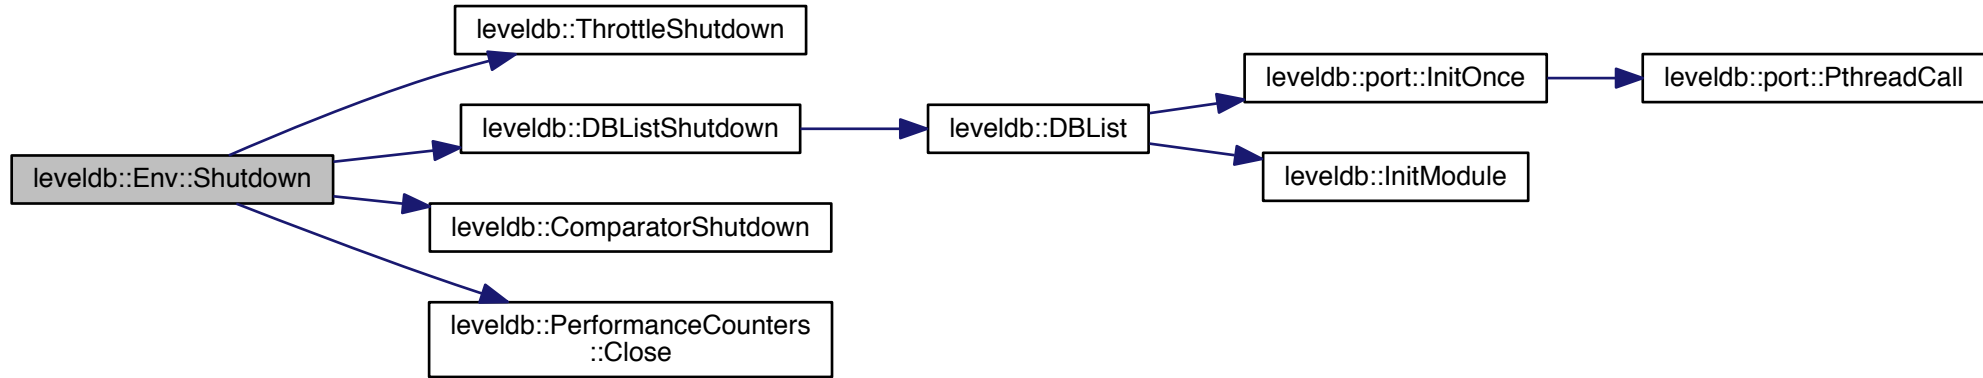 leveldb::Env::Shutdown
leveldb::ThrottleShutdown
leveldb::DBListShutdown
leveldb::ComparatorShutdown
leveldb::PerformanceCounters
::Close
leveldb::DBList
leveldb::port::InitOnce
leveldb::InitModule
leveldb::port::PthreadCall